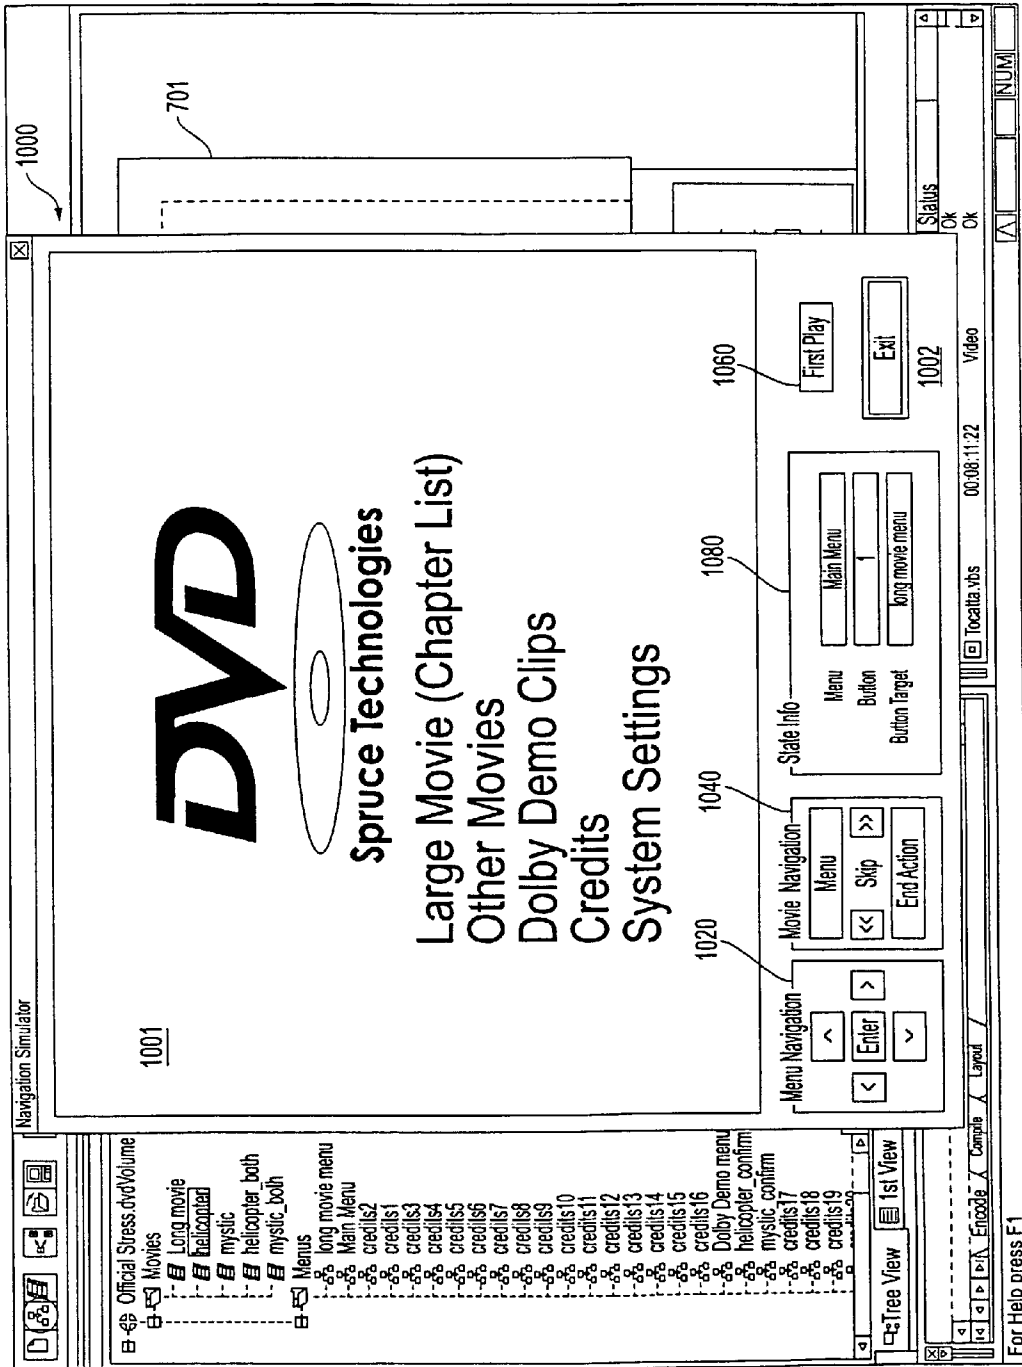 1000
701
Navigation Simulator
Official Stress.dvdVolume
Movies
Long movie
helicopter
mystic
helicopter_both
mystic_both
Menus
long movie menu
Main Menu
credits2
credits1
credits3
credits4
credits5
credits6
credits7
credits8
credits9
credits10
credits11
credits12
credits13
credits14
credits15
credits16
Dolby Demo menu
helicopter_confirm
mystic_confirm
credits17
credits18
credits19
Tree View
1st View
1001
DVD
Spruce Technologies
Large Movie (Chapter List)
Other Movies
Dolby Demo Clips
Credits
System Settings
1020
1040
1080
1060
Menu Navigation
<
^
Enter
v
>
Movie Navigation
Menu
<< Skip >>
End Action
State Info
Menu Main Menu
Button 1
Button Target long movie menu
First Play
Exit
1002
Encode
Compile
Layout
Tocatta.vbs 00:08:11:22 Video
Status
Ok
Ok
For Help press F1
NUM